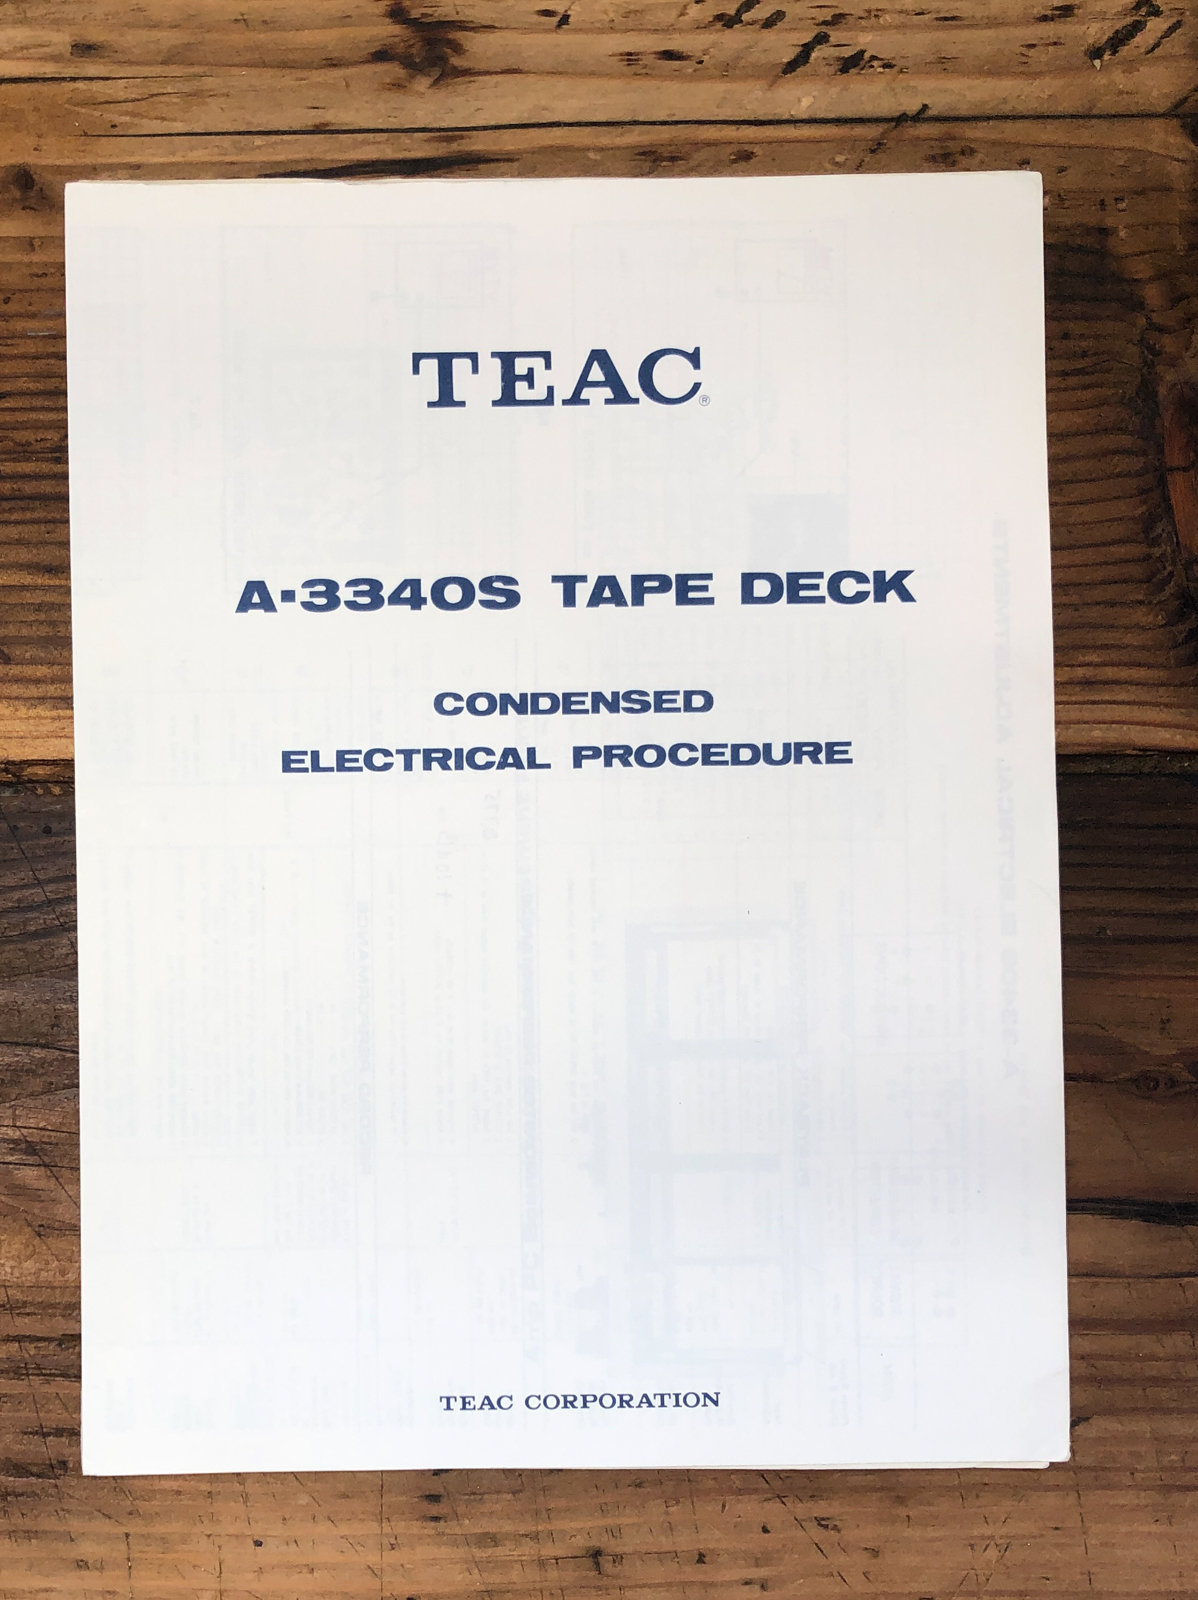 TEAC®
A-3340S TAPE DECK
CONDENSED
ELECTRICAL PROCEDURE
TEAC CORPORATION